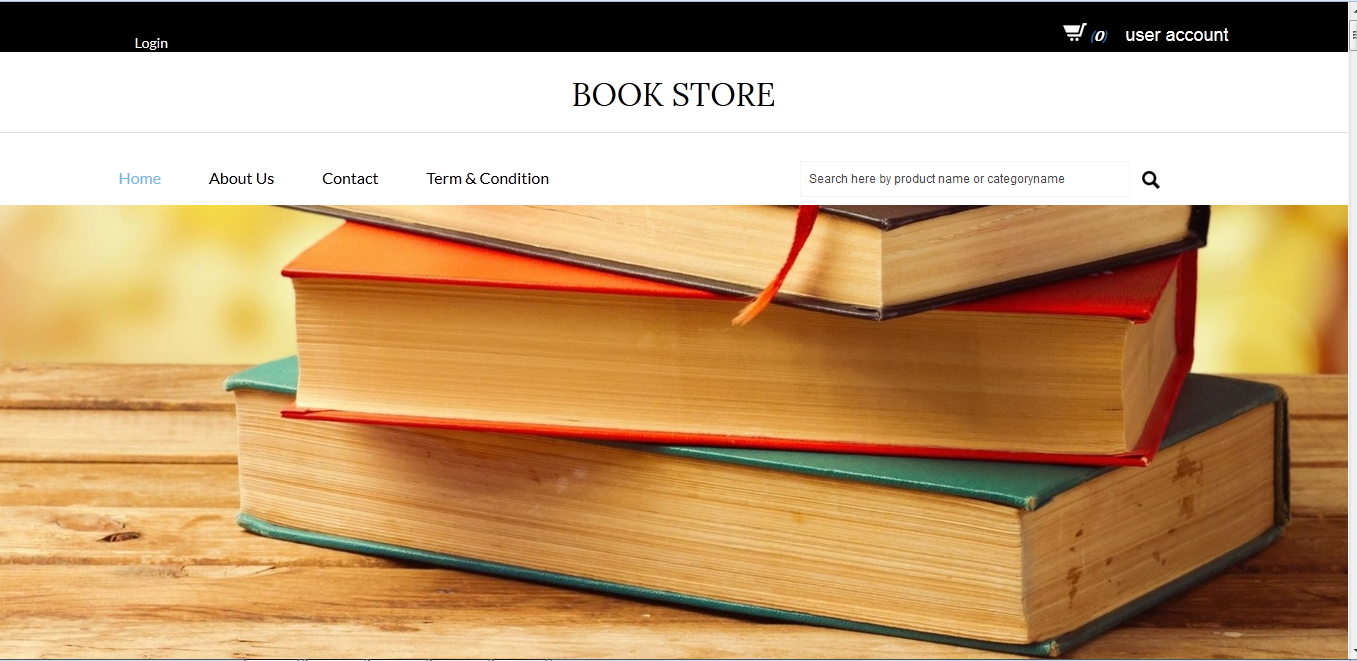 Login
(0) user account
BOOK STORE
Home About Us Contact Term & Condition
Search here by product name or categoryname